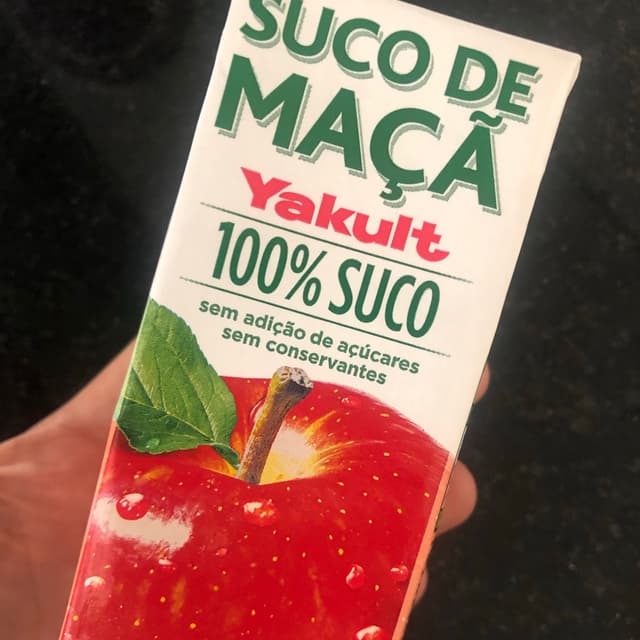 SUCO DE
MAÇÃ
Yakult
100% SUCO
sem adição de açúcares
sem conservantes